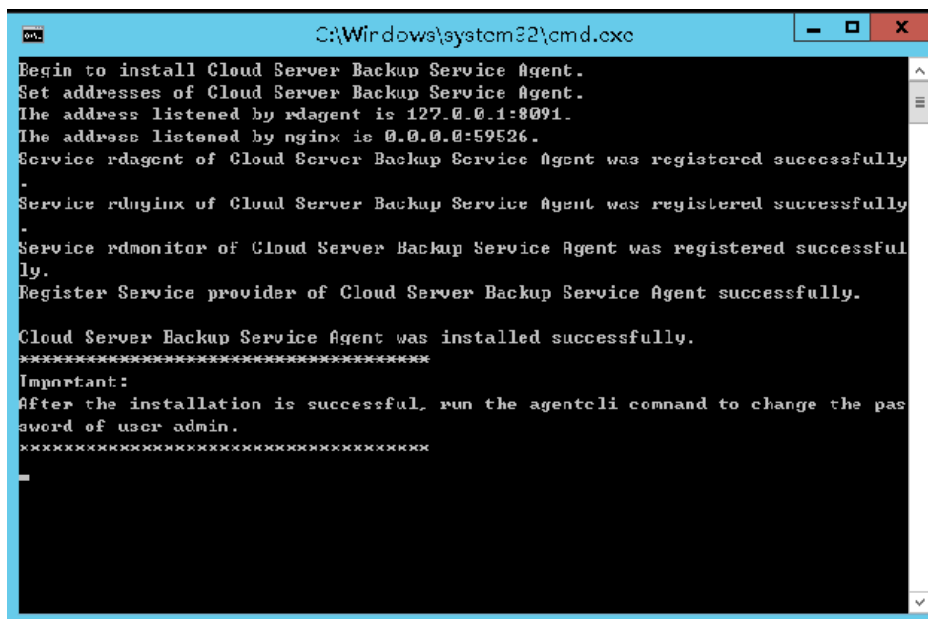 C:\Windows\system32\cmd.exe
Begin to install Cloud Server Backup Service Agent.
Set addresses of Cloud Server Backup Service Agent.
The address listened by rdagent is 127.0.0.1:8091.
The address listened by nginx is 0.0.0.0:59526.
Service rdagent of Cloud Server Backup Service Agent was registered successfully
.
Service rdnginx of Cloud Server Backup Service Agent was registered successfully
.
Service rdmonitor of Cloud Server Backup Service Agent was registered successful
ly.
Register Service provider of Cloud Server Backup Service Agent successfully.
Cloud Server Backup Service Agent was installed successfully.
*************************************
Important:
After the installation is successful, run the agentcli command to change the pas
sword of user admin.
*************************************